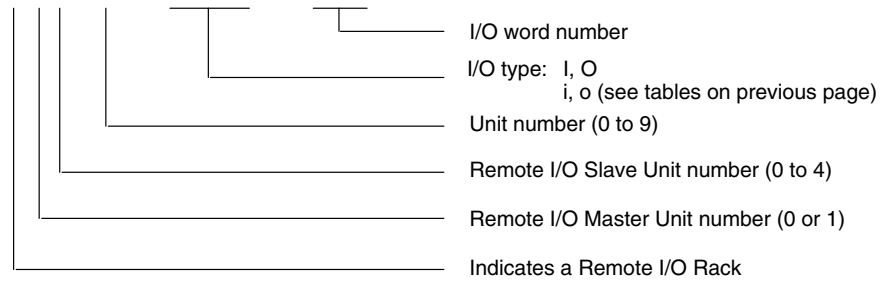 I/O word number
I/O type: I, O
i, o (see tables on previous page)
Unit number (0 to 9)
Remote I/O Slave Unit number (0 to 4)
Remote I/O Master Unit number (0 or 1)
Indicates a Remote I/O Rack